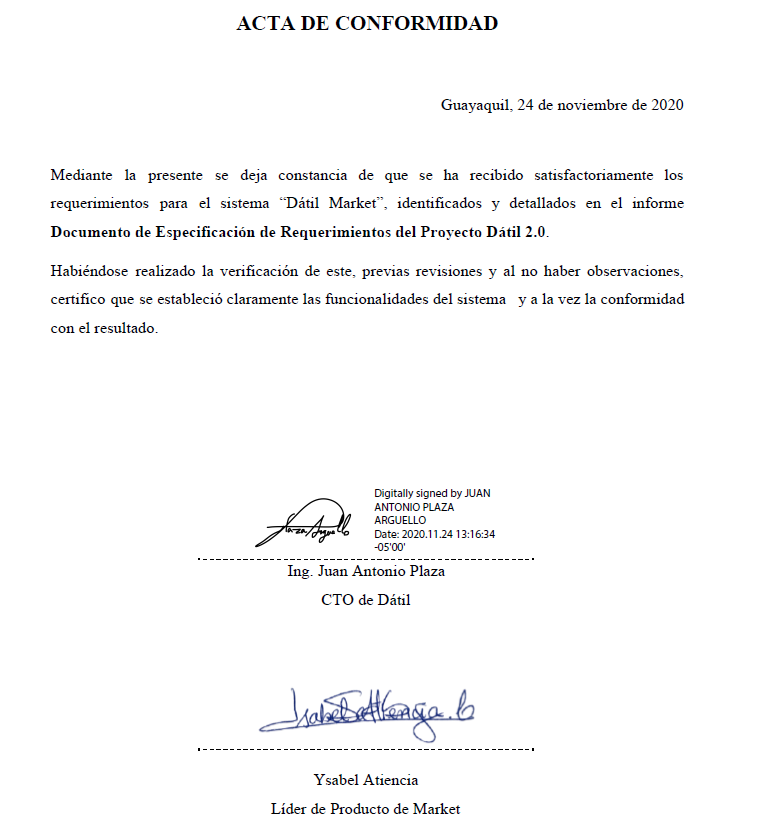 ACTA DE CONFORMIDAD
Guayaquil, 24 de noviembre de 2020
Mediante la presente se deja constancia de que se ha recibido satisfactoriamente los
requerimientos para el sistema “Dátil Market”, identificados y detallados en el informe
Documento de Especificación de Requerimientos del Proyecto Dátil 2.0.
Habiéndose realizado la verificación de este, previas revisiones y al no haber observaciones,
certifico que se estableció claramente las funcionalidades del sistema y a la vez la conformidad
con el resultado.
Plaza Arguello
Digitally signed by JUAN
ANTONIO PLAZA
ARGUELLO
Date: 2020.11.24 13:16:34
-05'00'
Ing. Juan Antonio Plaza
CTO de Dátil
Ysabel Atiencia
Líder de Producto de Market